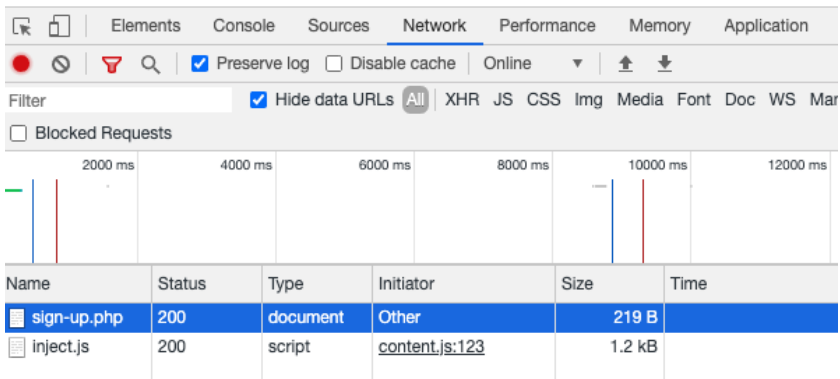 Elements Console Sources Network Performance Memory Application
Preserve log Disable cache Online
Filter Hide data URLs All XHR JS CSS Img Media Font Doc WS Mar
Blocked Requests
2000 ms 4000 ms 6000 ms 8000 ms 10000 ms 12000 ms
Name Status Type Initiator Size Time
sign-up.php 200 document Other 219 B
inject.js 200 script content.js:123 1.2 kB